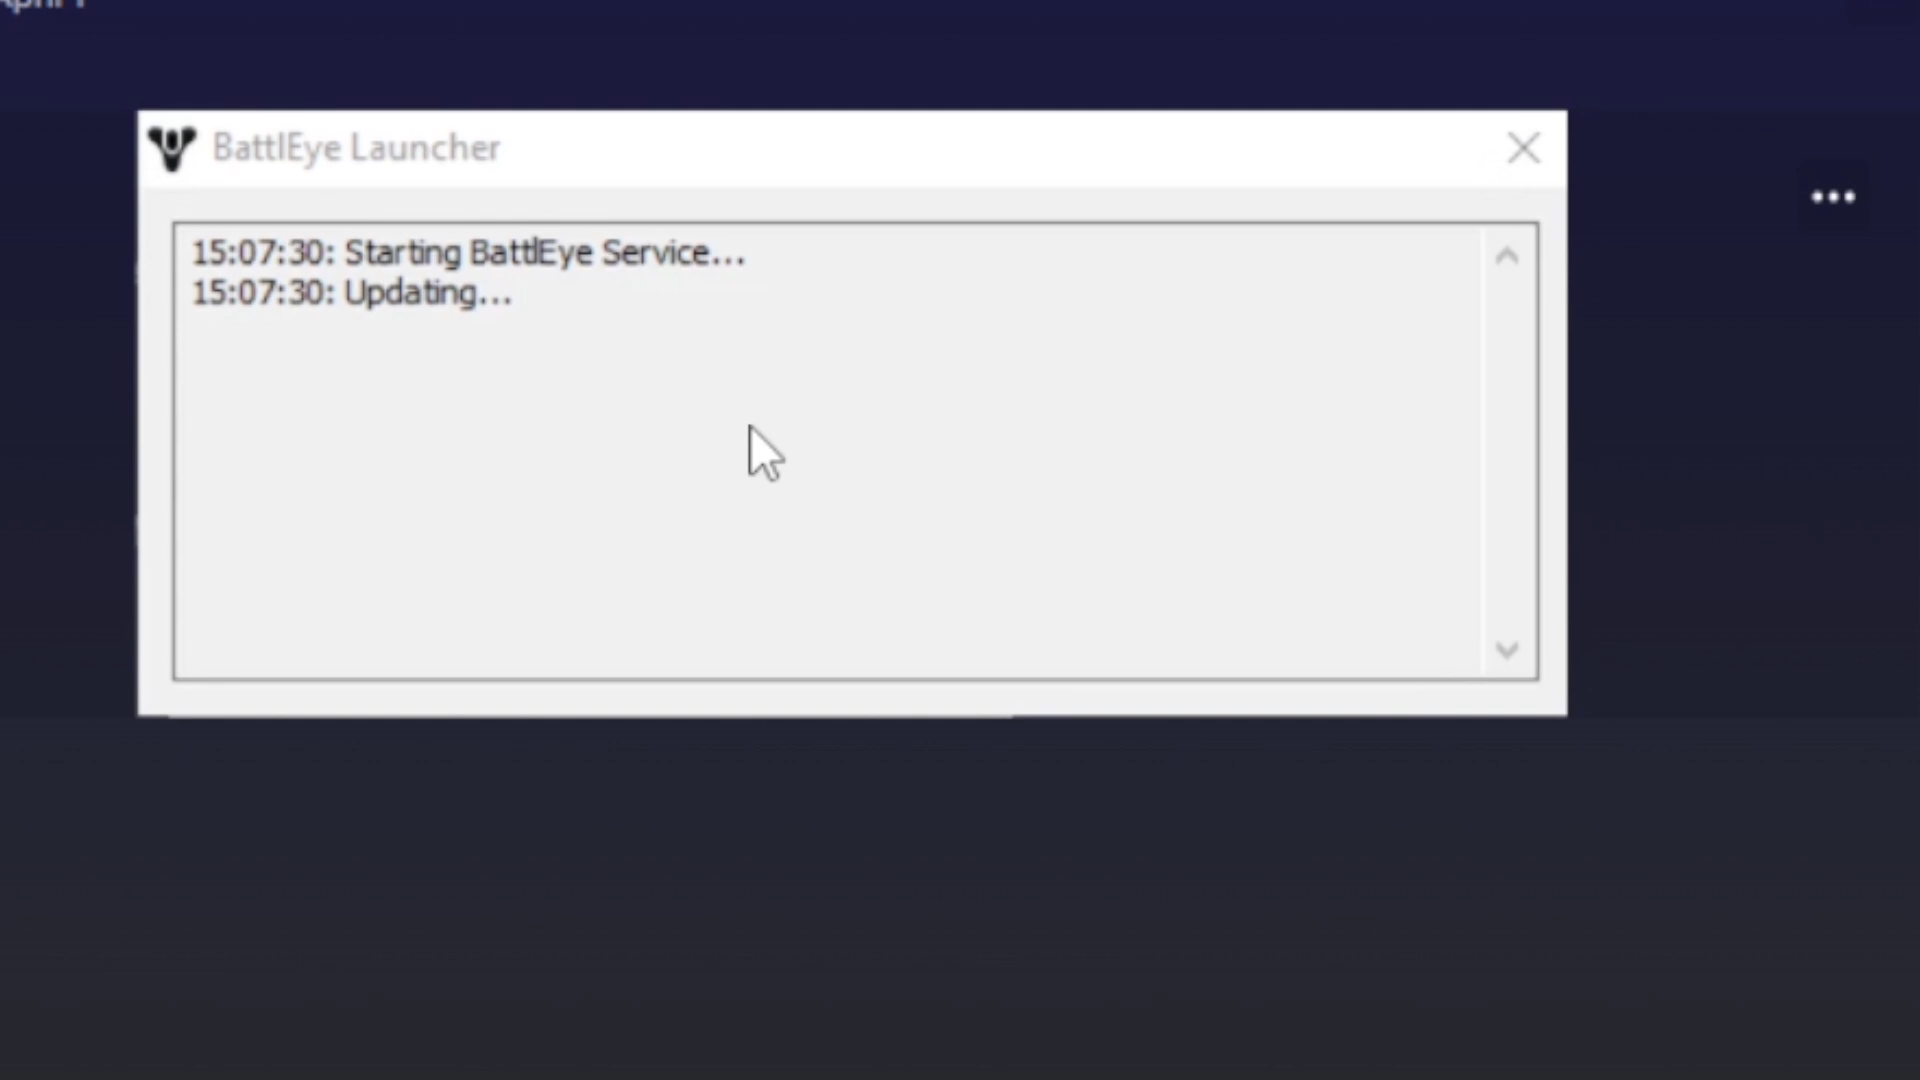 BattlEye Launcher
15:07:30: Starting BattlEye Service...
15:07:30: Updating...